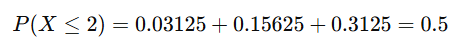 P(X ≤ 2) = 0.03125 + 0.15625 + 0.3125 = 0.5